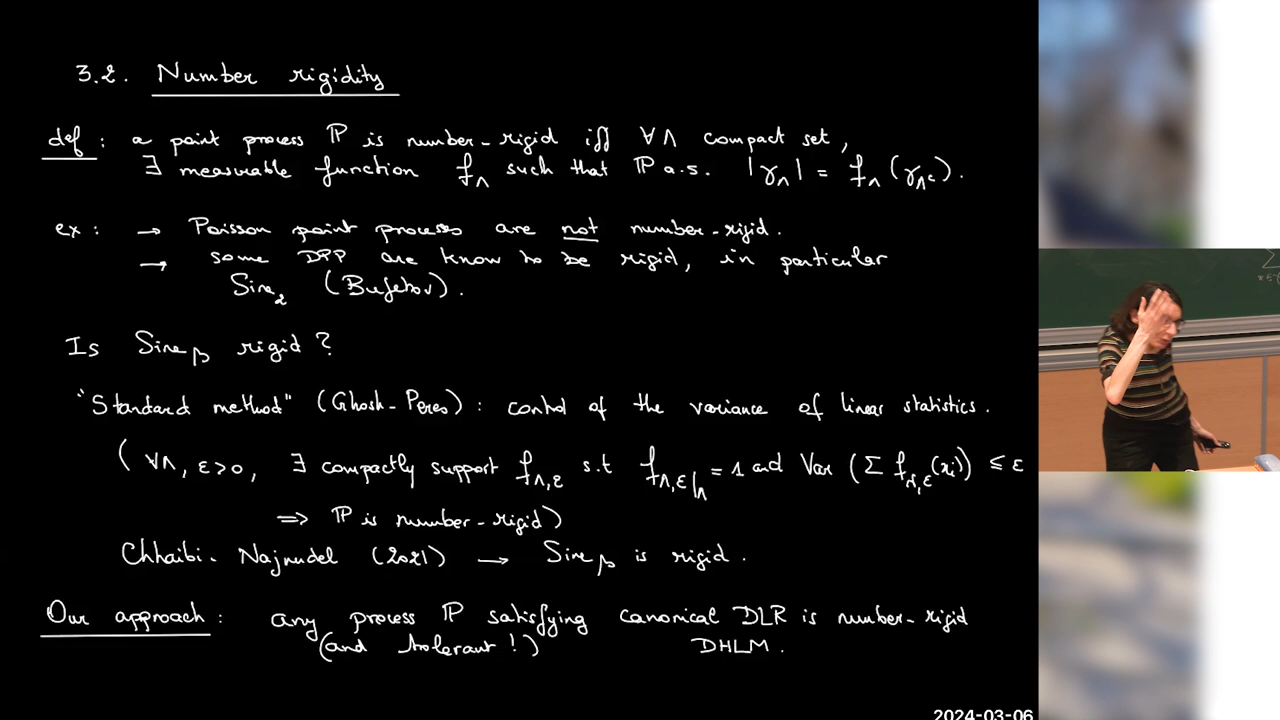 3.2. Number rigidity
def : a point process ℙ is number-rigid iff ∀ Λ compact set,
∃ measurable function f_Λ such that ℙ a.s. |γ_Λ| = f_Λ (γ_Λᶜ).
ex : → Poisson point process are not number-rigid.
→ some DPP are know to be rigid, in particular
Sine₂ (Bufetov).
Is Sine_β rigid ?
"Standard method" (Ghosh-Peres) : control of the variance of linear statistics.
(∀Λ, ε>0, ∃ compactly support f_Λ,ε s.t f_Λ,ε|_Λ = 1 and Var (Σ f_Λ,ε(xi)) ≤ ε
⇒ ℙ is number-rigid)
Chhaibi - Najnudel (2021) → Sine_β is rigid.
Our approach : any process ℙ satisfying canonical DLR is number-rigid
(and tolerant !) DHLM.
2024-03-06